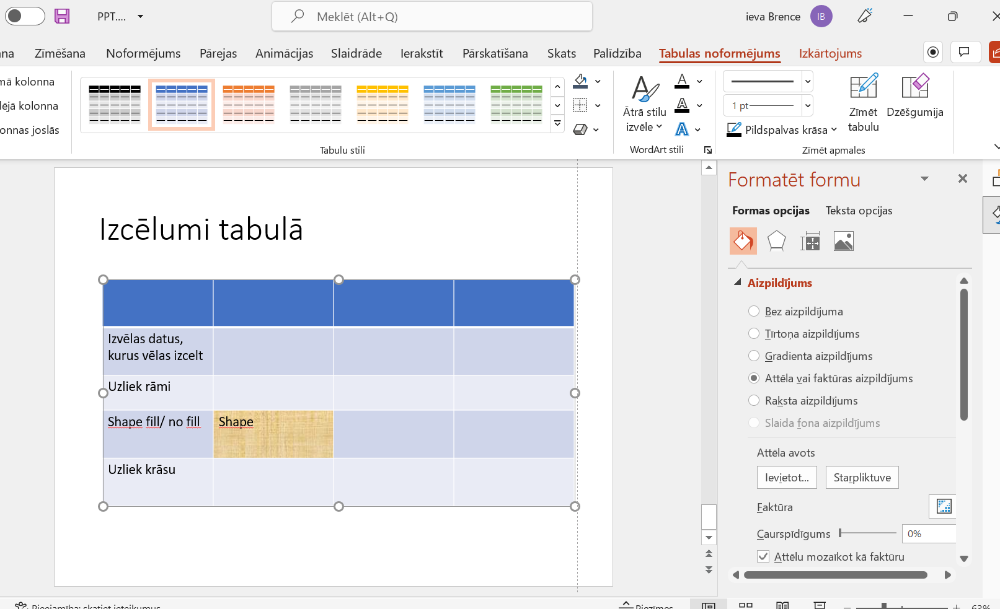 PPT....
Meklēt (Alt+Q)
ieva Brence
IB
Zīmēšana
Noformējums
Pārejas
Animācijas
Slaidrāde
Ierakstīt
Pārskatīšana
Skats
Palīdzība
Tabulas noformējums
Izkārtojums
kolonna
kolonna
joslās
Tabulu stili
Ātrā stilu
izvēle
WordArt stili
1 pt
Pildspalvas krāsa
Zīmēt
tabulu
Dzēšgumija
Zīmēt apmales
Izcēlumi tabulā
Izvēlas datus,
kurus vēlas izcelt
Uzliek rāmi
Shape fill/ no fill
Shape
Uzliek krāsu
Formatēt formu
Formas opcijas
Teksta opcijas
Aizpildījums
Bez aizpildījuma
Tīrtoņa aizpildījums
Gradienta aizpildījums
Attēla vai faktūras aizpildījums
Raksta aizpildījums
Slaida fona aizpildījums
Attēla avots
Ievietot...
Starpliktuve
Faktūra
Caurspīdīgums
0%
Attēlu mozaīkot kā faktūru
Pieejamība: skatiet ieteikumus
Piezīmes
63%